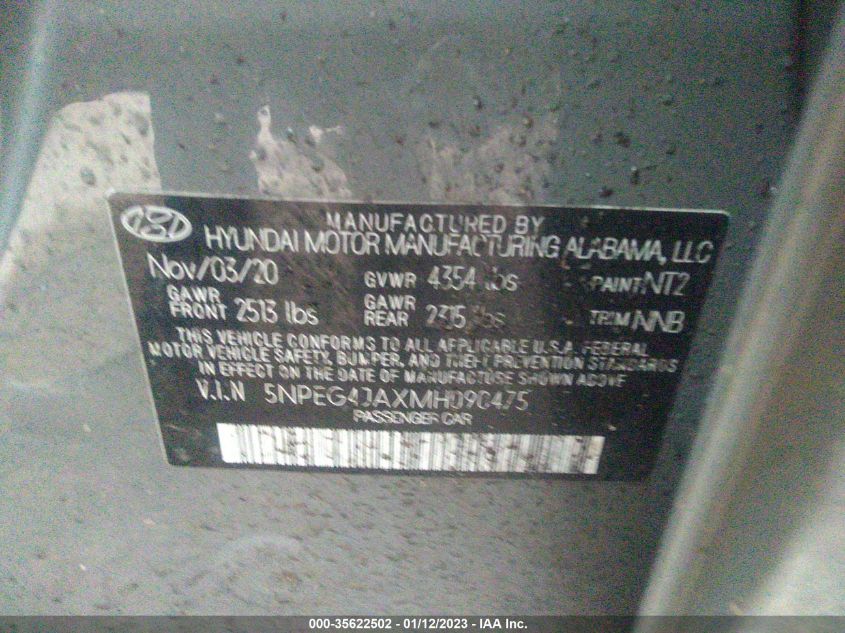 MANUFACTURED BY
HYUNDAI MOTOR MANUFACTURING ALABAMA, LLC
Nov/03/20 GVWR 4354 lbs PAINT NT2
GAWR FRONT 2513 lbs GAWR REAR 2315 lbs TRIM NNB
THIS VEHICLE CONFORMS TO ALL APPLICABLE U.S.A. FEDERAL
MOTOR VEHICLE SAFETY, BUMPER, AND THEFT PREVENTION STANDARDS
IN EFFECT ON THE DATE OF MANUFACTURE SHOWN ABOVE
V.I.N 5NPEG4JAXMH090475
PASSENGER CAR
000-35622502 - 01/12/2023 - IAA Inc.